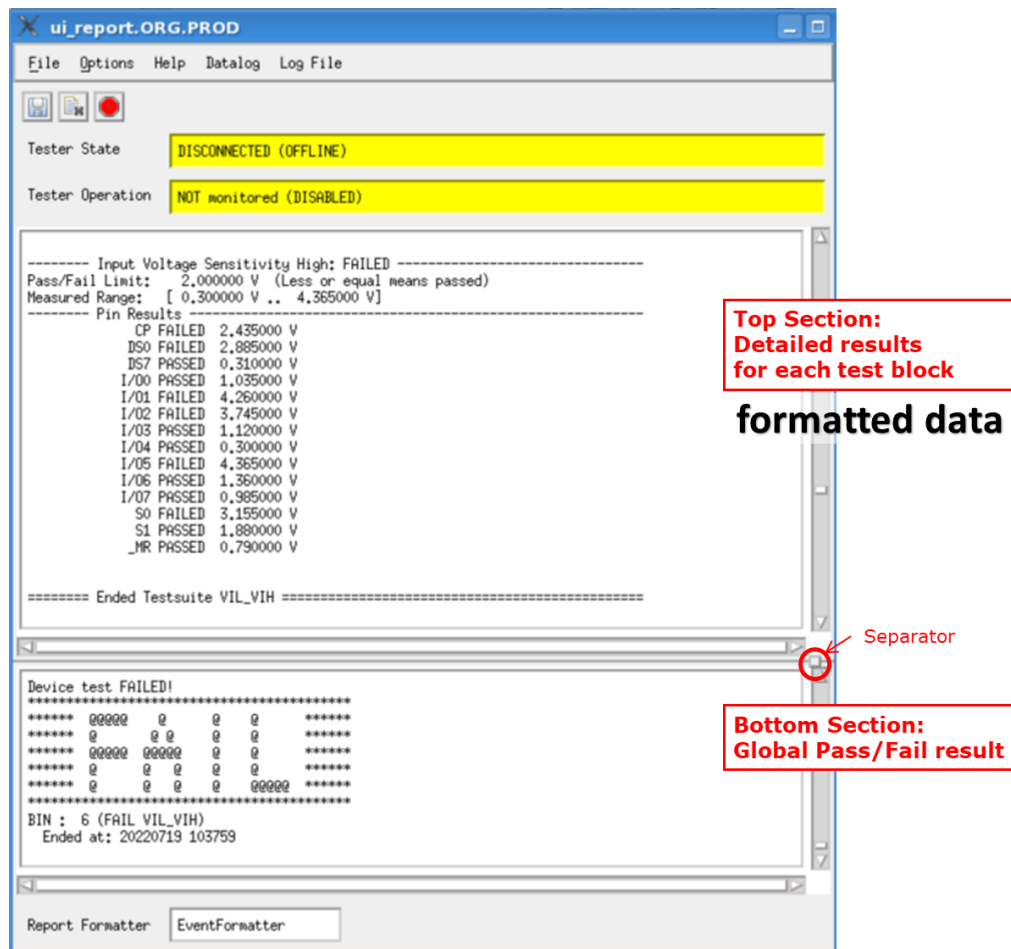 ui_report.ORG.PROD
File Options Help Datalog Log File
Tester State DISCONNECTED (OFFLINE)
Tester Operation NOT monitored (DISABLED)
-------- Input Voltage Sensitivity High: FAILED --------------------------------
Pass/Fail Limit: 2.000000 V (Less or equal means passed)
Measured Range: [ 0.300000 V .. 4.365000 V]
-------- Pin Results -----------------------------------------------------------
CP FAILED 2.435000 V
DS0 FAILED 2.885000 V
DS7 PASSED 0.310000 V
I/O0 PASSED 1.035000 V
I/O1 FAILED 4.260000 V
I/O2 FAILED 3.745000 V
I/O3 PASSED 1.120000 V
I/O4 PASSED 0.300000 V
I/O5 FAILED 4.365000 V
I/O6 PASSED 1.360000 V
I/O7 PASSED 0.985000 V
S0 FAILED 3.155000 V
S1 PASSED 1.880000 V
_MR PASSED 0.790000 V
======== Ended Testsuite VIL_VIH ===============================================
Top Section:
Detailed results
for each test block
formatted data
Separator
Device test FAILED!
******************************************
****** @@@@@    @      @    @      ******
****** @       @ @     @    @      ******
****** @@@@@  @@@@@    @    @      ******
****** @      @   @    @    @      ******
****** @      @   @    @    @@@@@  ******
******************************************
BIN : 6 (FAIL VIL_VIH)
Ended at: 20220719 103759
Bottom Section:
Global Pass/Fail result
Report Formatter EventFormatter